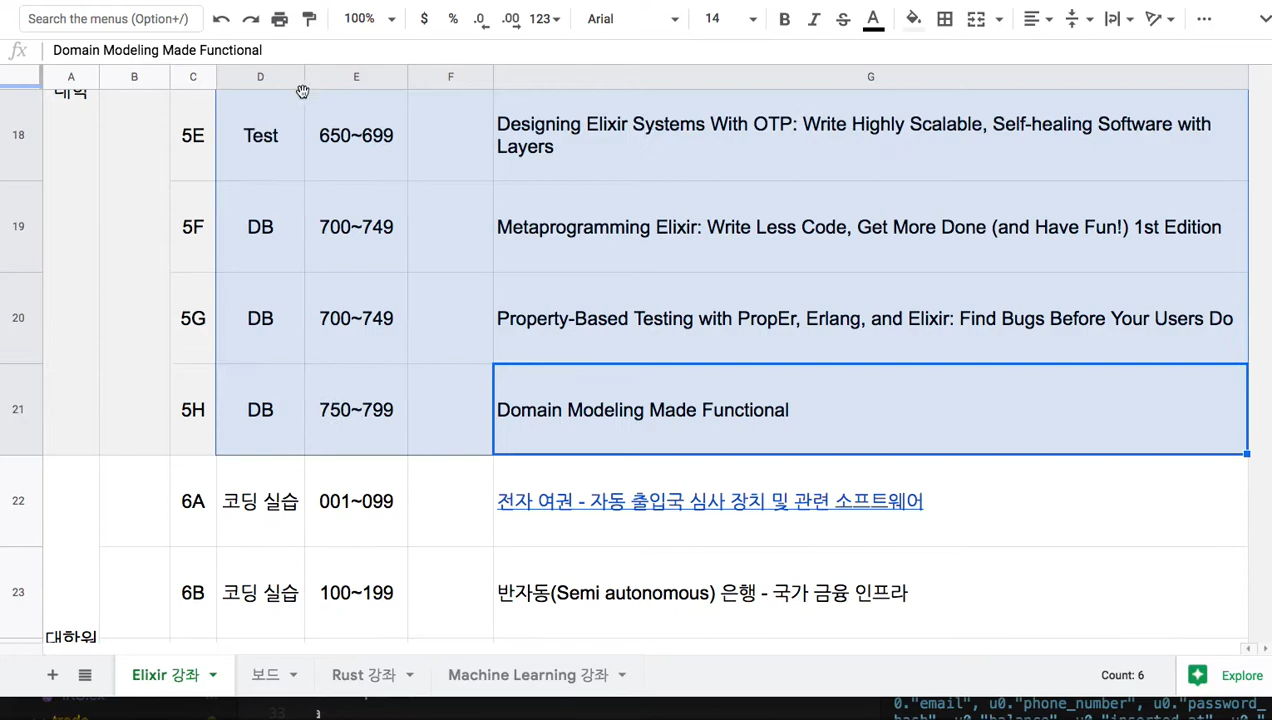 Search the menus (Option+/)
100%
$ % .0 .00 123
Arial
14
B I S A
fx Domain Modeling Made Functional
A B C D E F G
18 5E Test 650~699 Designing Elixir Systems With OTP: Write Highly Scalable, Self-healing Software with
Layers
19 5F DB 700~749 Metaprogramming Elixir: Write Less Code, Get More Done (and Have Fun!) 1st Edition
20 5G DB 700~749 Property-Based Testing with PropEr, Erlang, and Elixir: Find Bugs Before Your Users Do
21 5H DB 750~799 Domain Modeling Made Functional
22 6A 코딩 실습 001~099 전자 여권 - 자동 출입국 심사 장치 및 관련 소프트웨어
23 6B 코딩 실습 100~199 반자동(Semi autonomous) 은행 - 국가 금융 인프라
대학원
Elixir 강좌 보드 Rust 강좌 Machine Learning 강좌 Count: 6 Explore
0."email", u0."phone_number", u0."password_
33 a